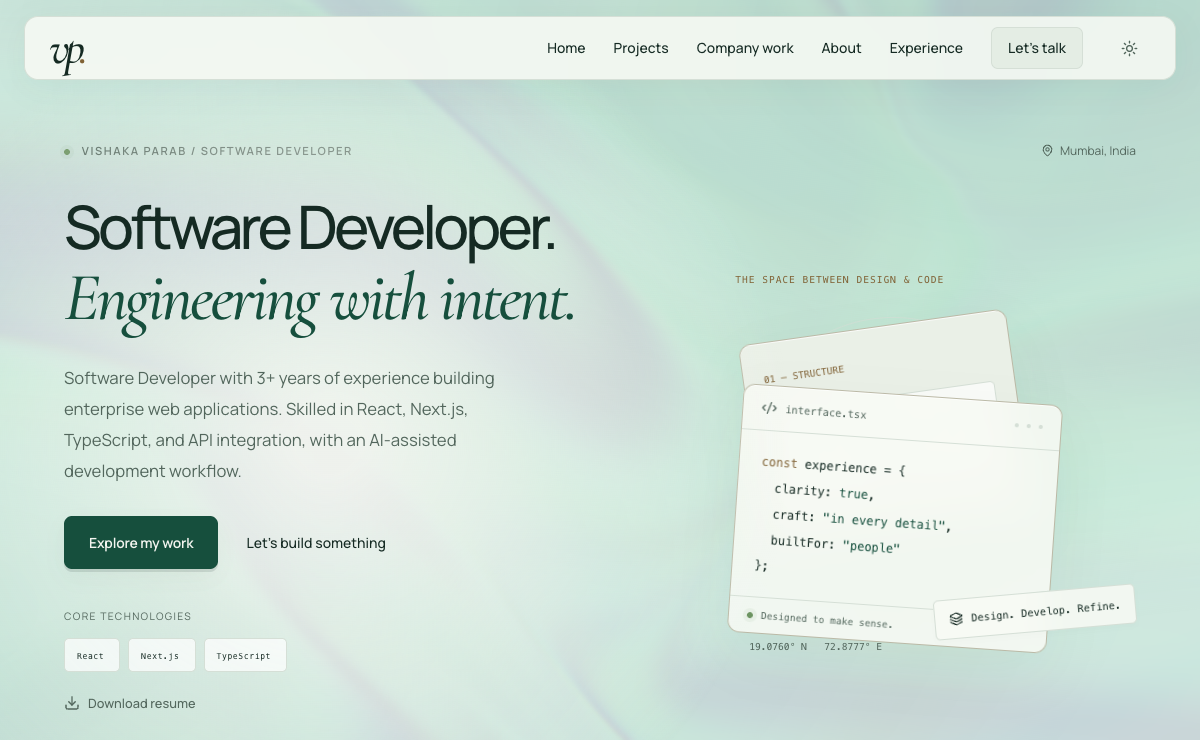 vp.
Home Projects Company work About Experience Let's talk
VISHAKA PARAB / SOFTWARE DEVELOPER
Mumbai, India
Software Developer.
Engineering with intent.
Software Developer with 3+ years of experience building
enterprise web applications. Skilled in React, Next.js,
TypeScript, and API integration, with an AI-assisted
development workflow.
Explore my work
Let's build something
CORE TECHNOLOGIES
React Next.js TypeScript
Download resume
THE SPACE BETWEEN DESIGN & CODE
01 — STRUCTURE
</> interface.tsx
const experience = {
clarity: true,
craft: "in every detail",
builtFor: "people"
};
Designed to make sense.
Design. Develop. Refine.
19.0760° N 72.8777° E